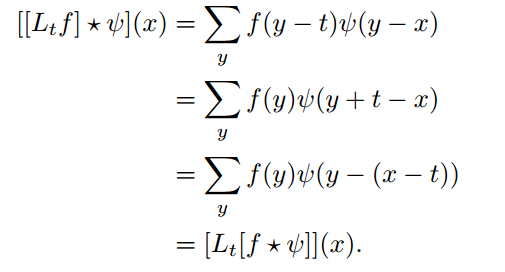 [[L_t f] ⋆ ψ](x) = ∑_y f(y − t)ψ(y − x)
= ∑_y f(y)ψ(y + t − x)
= ∑_y f(y)ψ(y − (x − t))
= [L_t[f ⋆ ψ]](x).